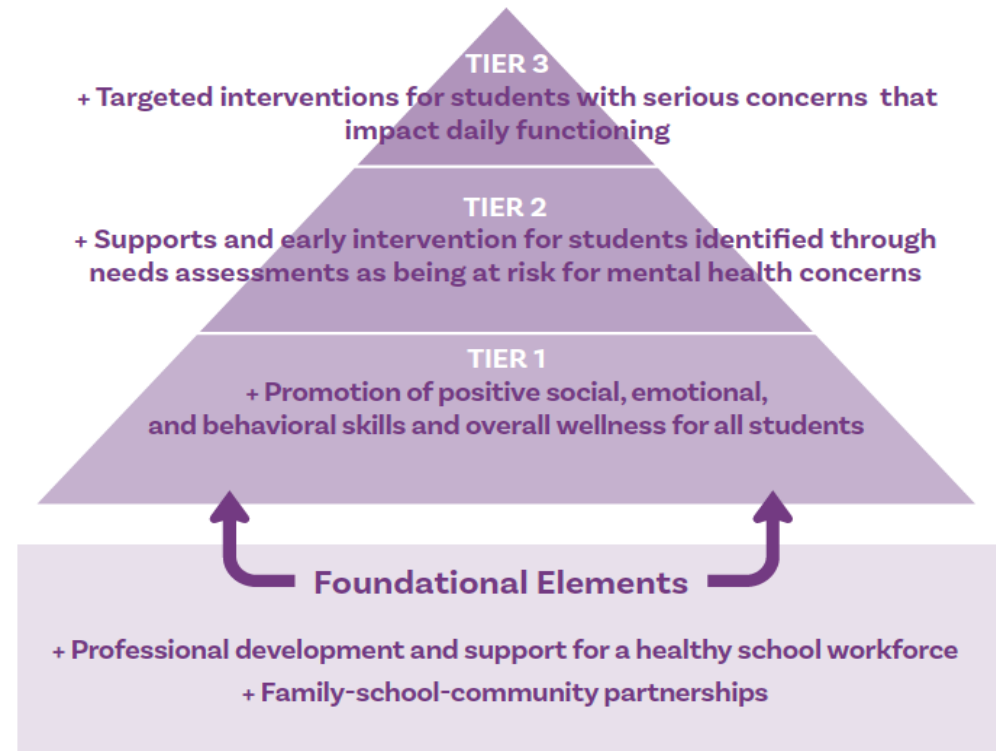 TIER 3
+ Targeted interventions for students with serious concerns that
impact daily functioning
TIER 2
+ Supports and early intervention for students identified through
needs assessments as being at risk for mental health concerns
TIER 1
+ Promotion of positive social, emotional,
and behavioral skills and overall wellness for all students
Foundational Elements
+ Professional development and support for a healthy school workforce
+ Family-school-community partnerships